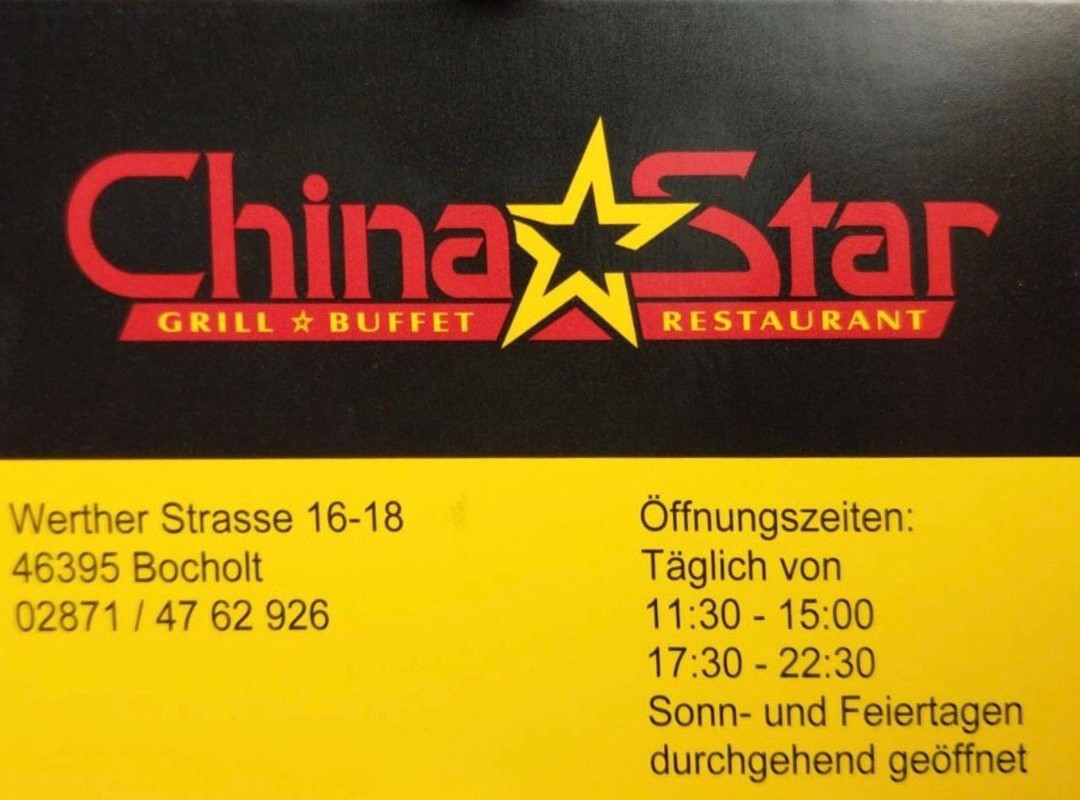 China Star
GRILL ☆ BUFFET RESTAURANT
Werther Strasse 16-18
46395 Bocholt
02871 / 47 62 926
Öffnungszeiten:
Täglich von
11:30 - 15:00
17:30 - 22:30
Sonn- und Feiertagen
durchgehend geöffnet